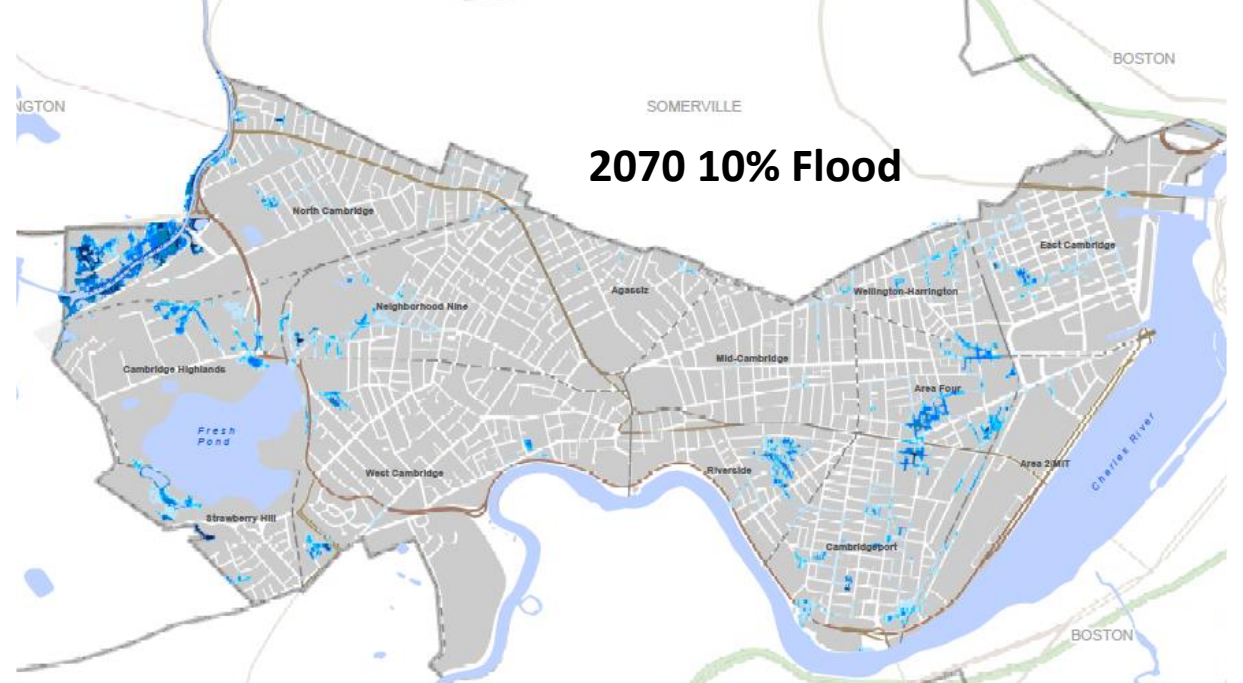 BOSTON
NGTON
SOMERVILLE
2070 10% Flood
North Cambridge
East Cambridge
Agassiz
Wellington-Harrington
Neighborhood Nine
Mid-Cambridge
Cambridge Highlands
Area Four
Fresh
Pond
Charles River
West Cambridge
Riverside
Area 2/MIT
Strawberry Hill
Cambridgeport
BOSTON